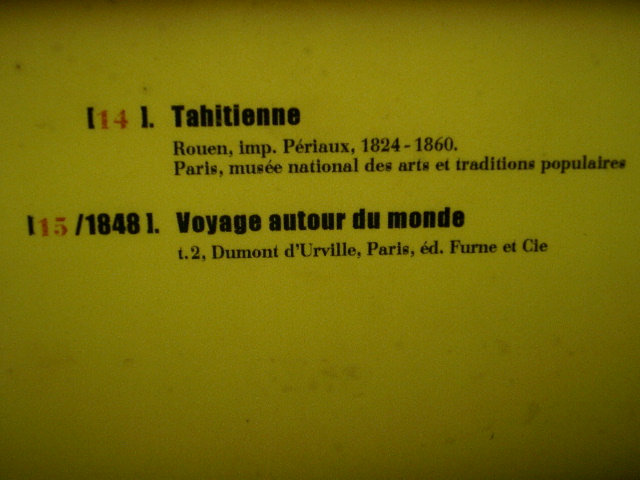 [14]. Tahitienne
Rouen, imp. Périaux, 1824-1860.
Paris, musée national des arts et traditions populaires
[15/1848]. Voyage autour du monde
t.2, Dumont d'Urville, Paris, éd. Furne et Cie